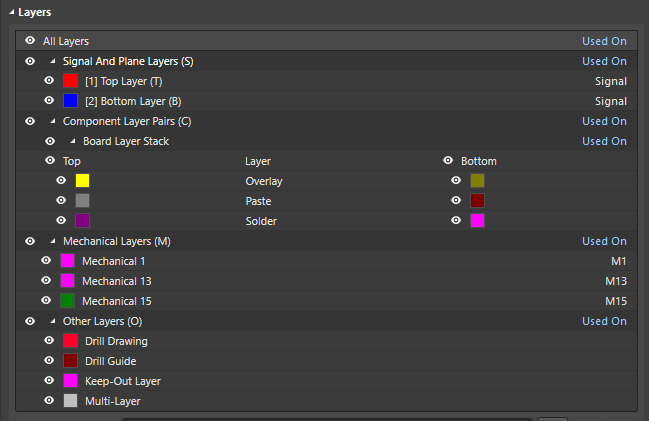 Layers
All Layers Used On
Signal And Plane Layers (S) Used On
[1] Top Layer (T) Signal
[2] Bottom Layer (B) Signal
Component Layer Pairs (C) Used On
Board Layer Stack Used On
Top Layer Bottom
Overlay
Paste
Solder
Mechanical Layers (M) Used On
Mechanical 1 M1
Mechanical 13 M13
Mechanical 15 M15
Other Layers (O) Used On
Drill Drawing
Drill Guide
Keep-Out Layer
Multi-Layer